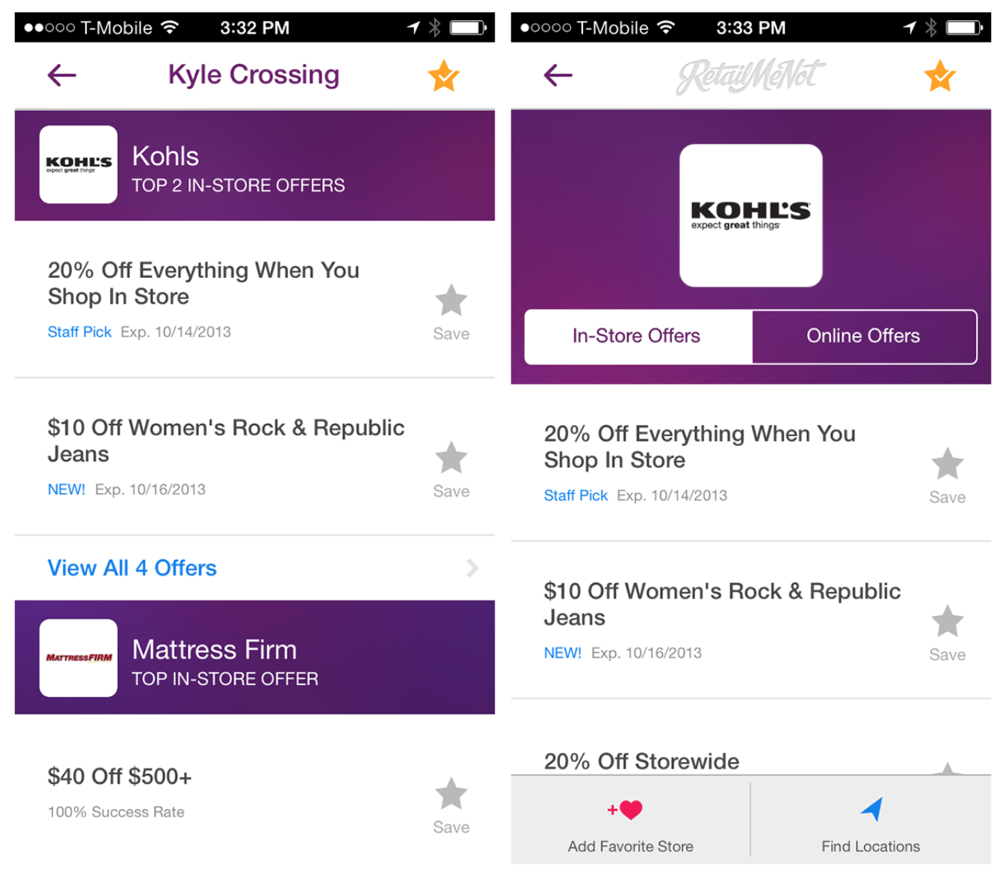 T-Mobile 3:32 PM
Kyle Crossing
KOHL'S
expect great things
Kohls
TOP 2 IN-STORE OFFERS
20% Off Everything When You
Shop In Store
Staff Pick Exp. 10/14/2013
Save
$10 Off Women's Rock & Republic
Jeans
NEW! Exp. 10/16/2013
Save
View All 4 Offers
MATTRESSFIRM
Mattress Firm
TOP IN-STORE OFFER
$40 Off $500+
100% Success Rate
Save
T-Mobile 3:33 PM
RetailMeNot
KOHL'S
expect great things
In-Store Offers
Online Offers
20% Off Everything When You
Shop In Store
Staff Pick Exp. 10/14/2013
Save
$10 Off Women's Rock & Republic
Jeans
NEW! Exp. 10/16/2013
Save
20% Off Storewide
+
Add Favorite Store
Find Locations